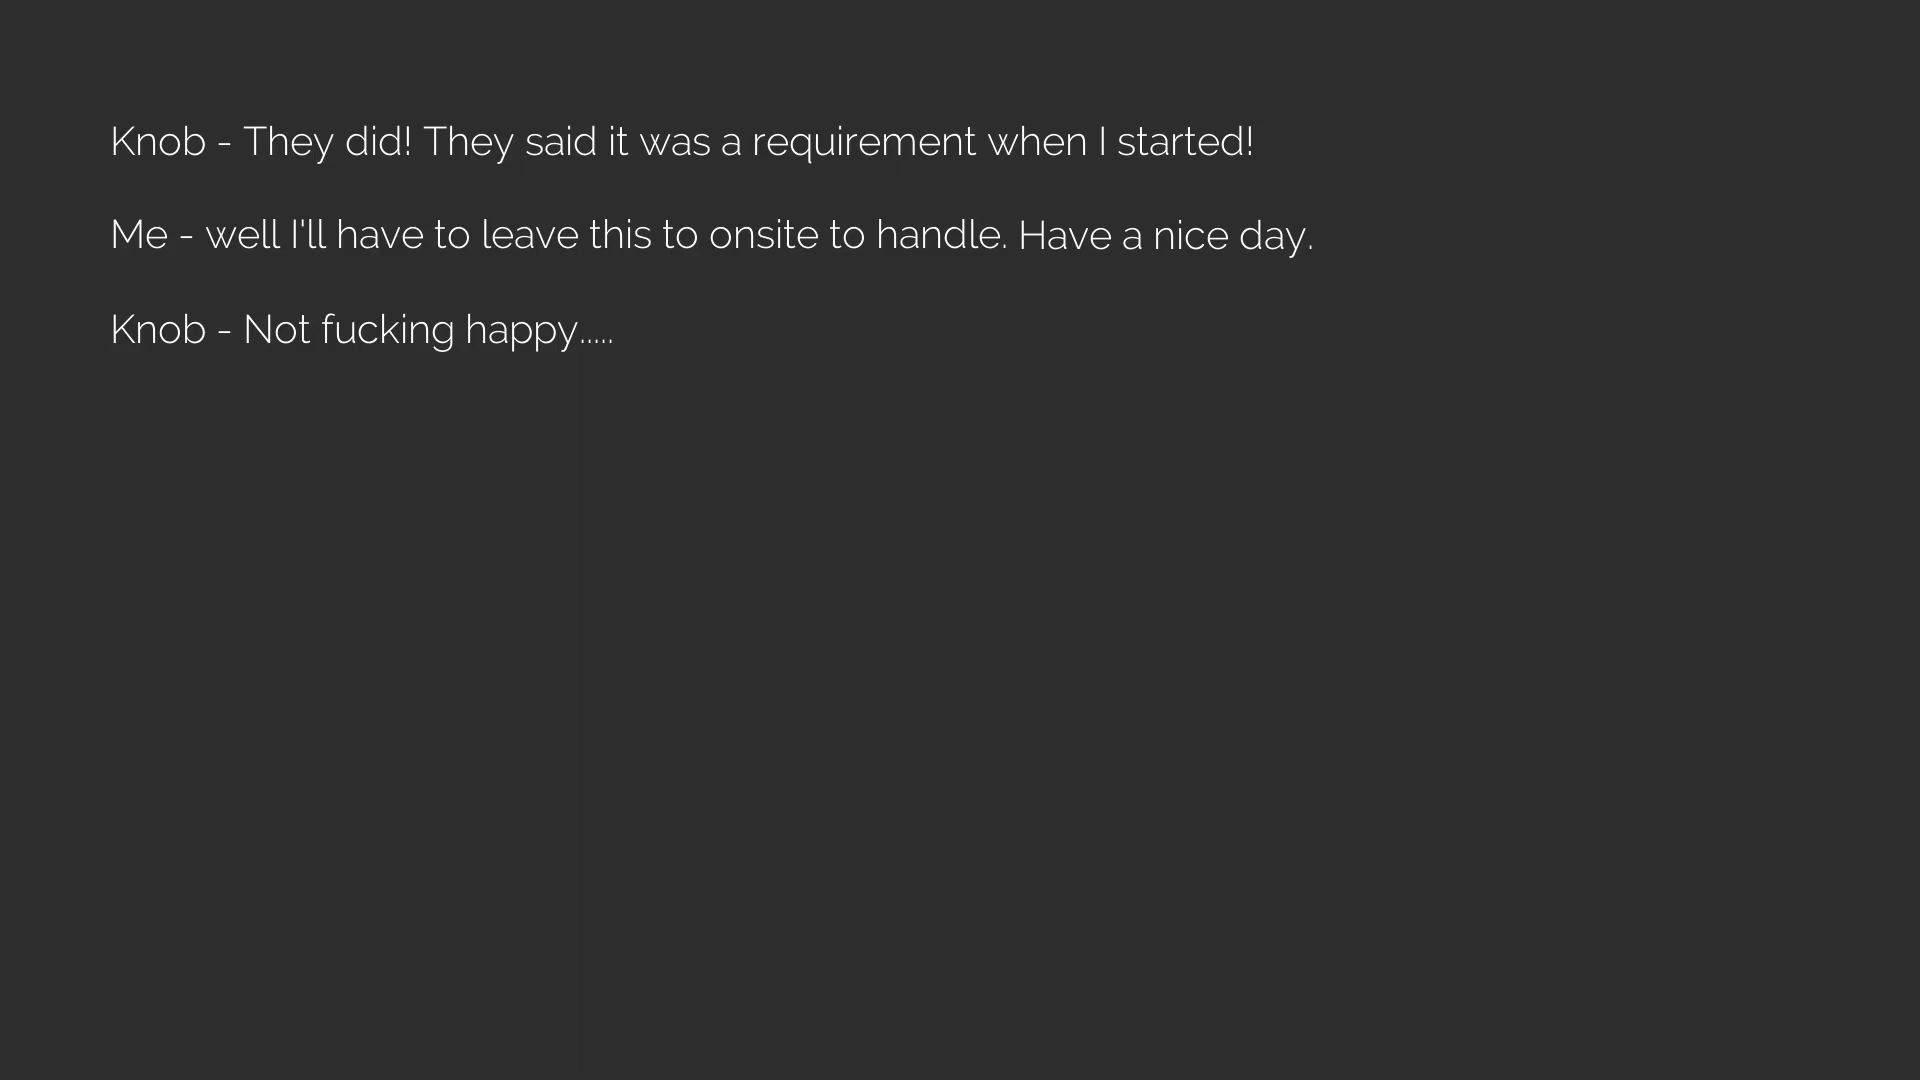 Knob - They did! They said it was a requirement when I started!
Me - well I'll have to leave this to onsite to handle. Have a nice day.
Knob - Not fucking happy.....